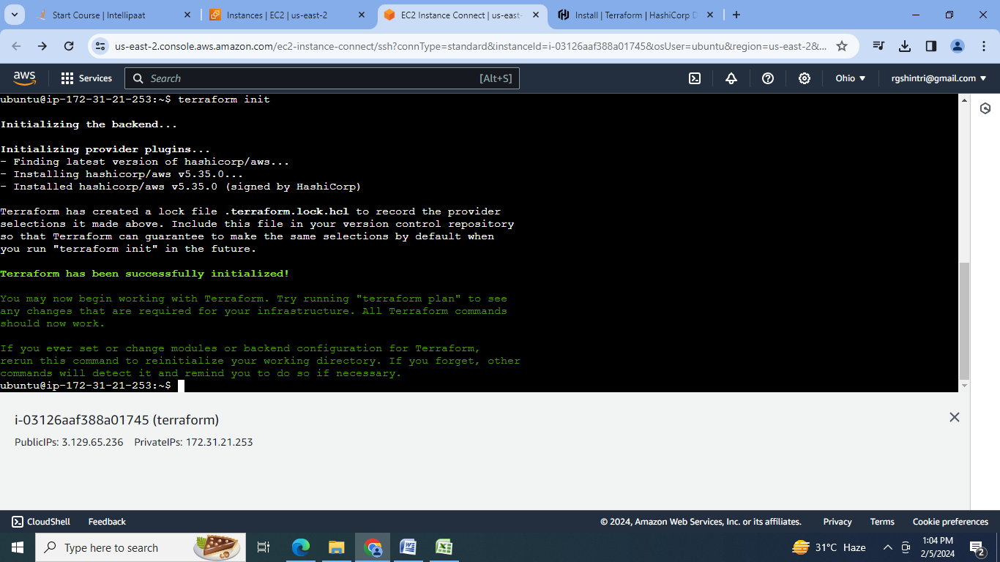 Start Course | Intellipaat
Instances | EC2 | us-east-2
EC2 Instance Connect | us-east-
Install | Terraform | HashiCorp D
us-east-2.console.aws.amazon.com/ec2-instance-connect/ssh?connType=standard&instanceId=i-03126aaf388a01745&osUser=ubuntu&region=us-east-2&...
aws
Services
Search
[Alt+S]
Ohio
rgshintri@gmail.com
ubuntu@ip-172-31-21-253:~$ terraform init
Initializing the backend...
Initializing provider plugins...
- Finding latest version of hashicorp/aws...
- Installing hashicorp/aws v5.35.0...
- Installed hashicorp/aws v5.35.0 (signed by HashiCorp)
Terraform has created a lock file .terraform.lock.hcl to record the provider
selections it made above. Include this file in your version control repository
so that Terraform can guarantee to make the same selections by default when
you run "terraform init" in the future.
Terraform has been successfully initialized!
You may now begin working with Terraform. Try running "terraform plan" to see
any changes that are required for your infrastructure. All Terraform commands
should now work.
If you ever set or change modules or backend configuration for Terraform,
rerun this command to reinitialize your working directory. If you forget, other
commands will detect it and remind you to do so if necessary.
ubuntu@ip-172-31-21-253:~$
i-03126aaf388a01745 (terraform)
PublicIPs: 3.129.65.236 PrivateIPs: 172.31.21.253
CloudShell
Feedback
© 2024, Amazon Web Services, Inc. or its affiliates.
Privacy
Terms
Cookie preferences
Type here to search
31°C Haze
1:04 PM
2/5/2024
2